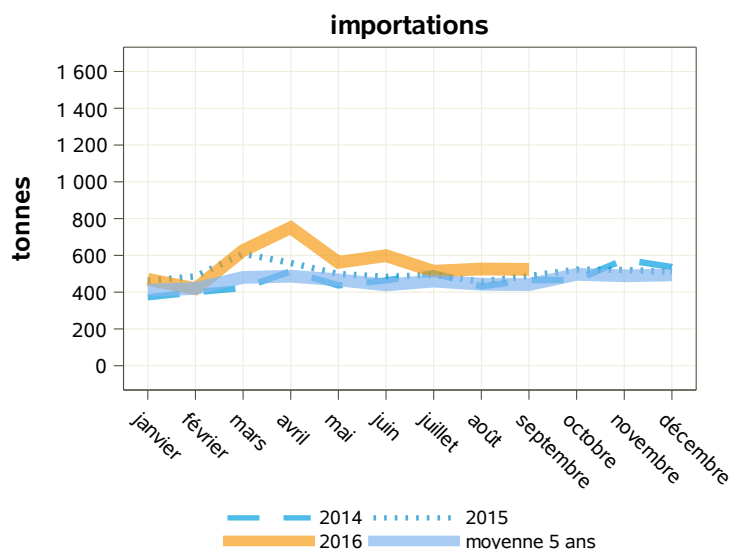 importations
tonnes
1 600
1 400
1 200
1 000
800
600
400
200
0
janvier
février
mars
avril
mai
juin
juillet
août
septembre
octobre
novembre
décembre
2014 2015
2016 moyenne 5 ans